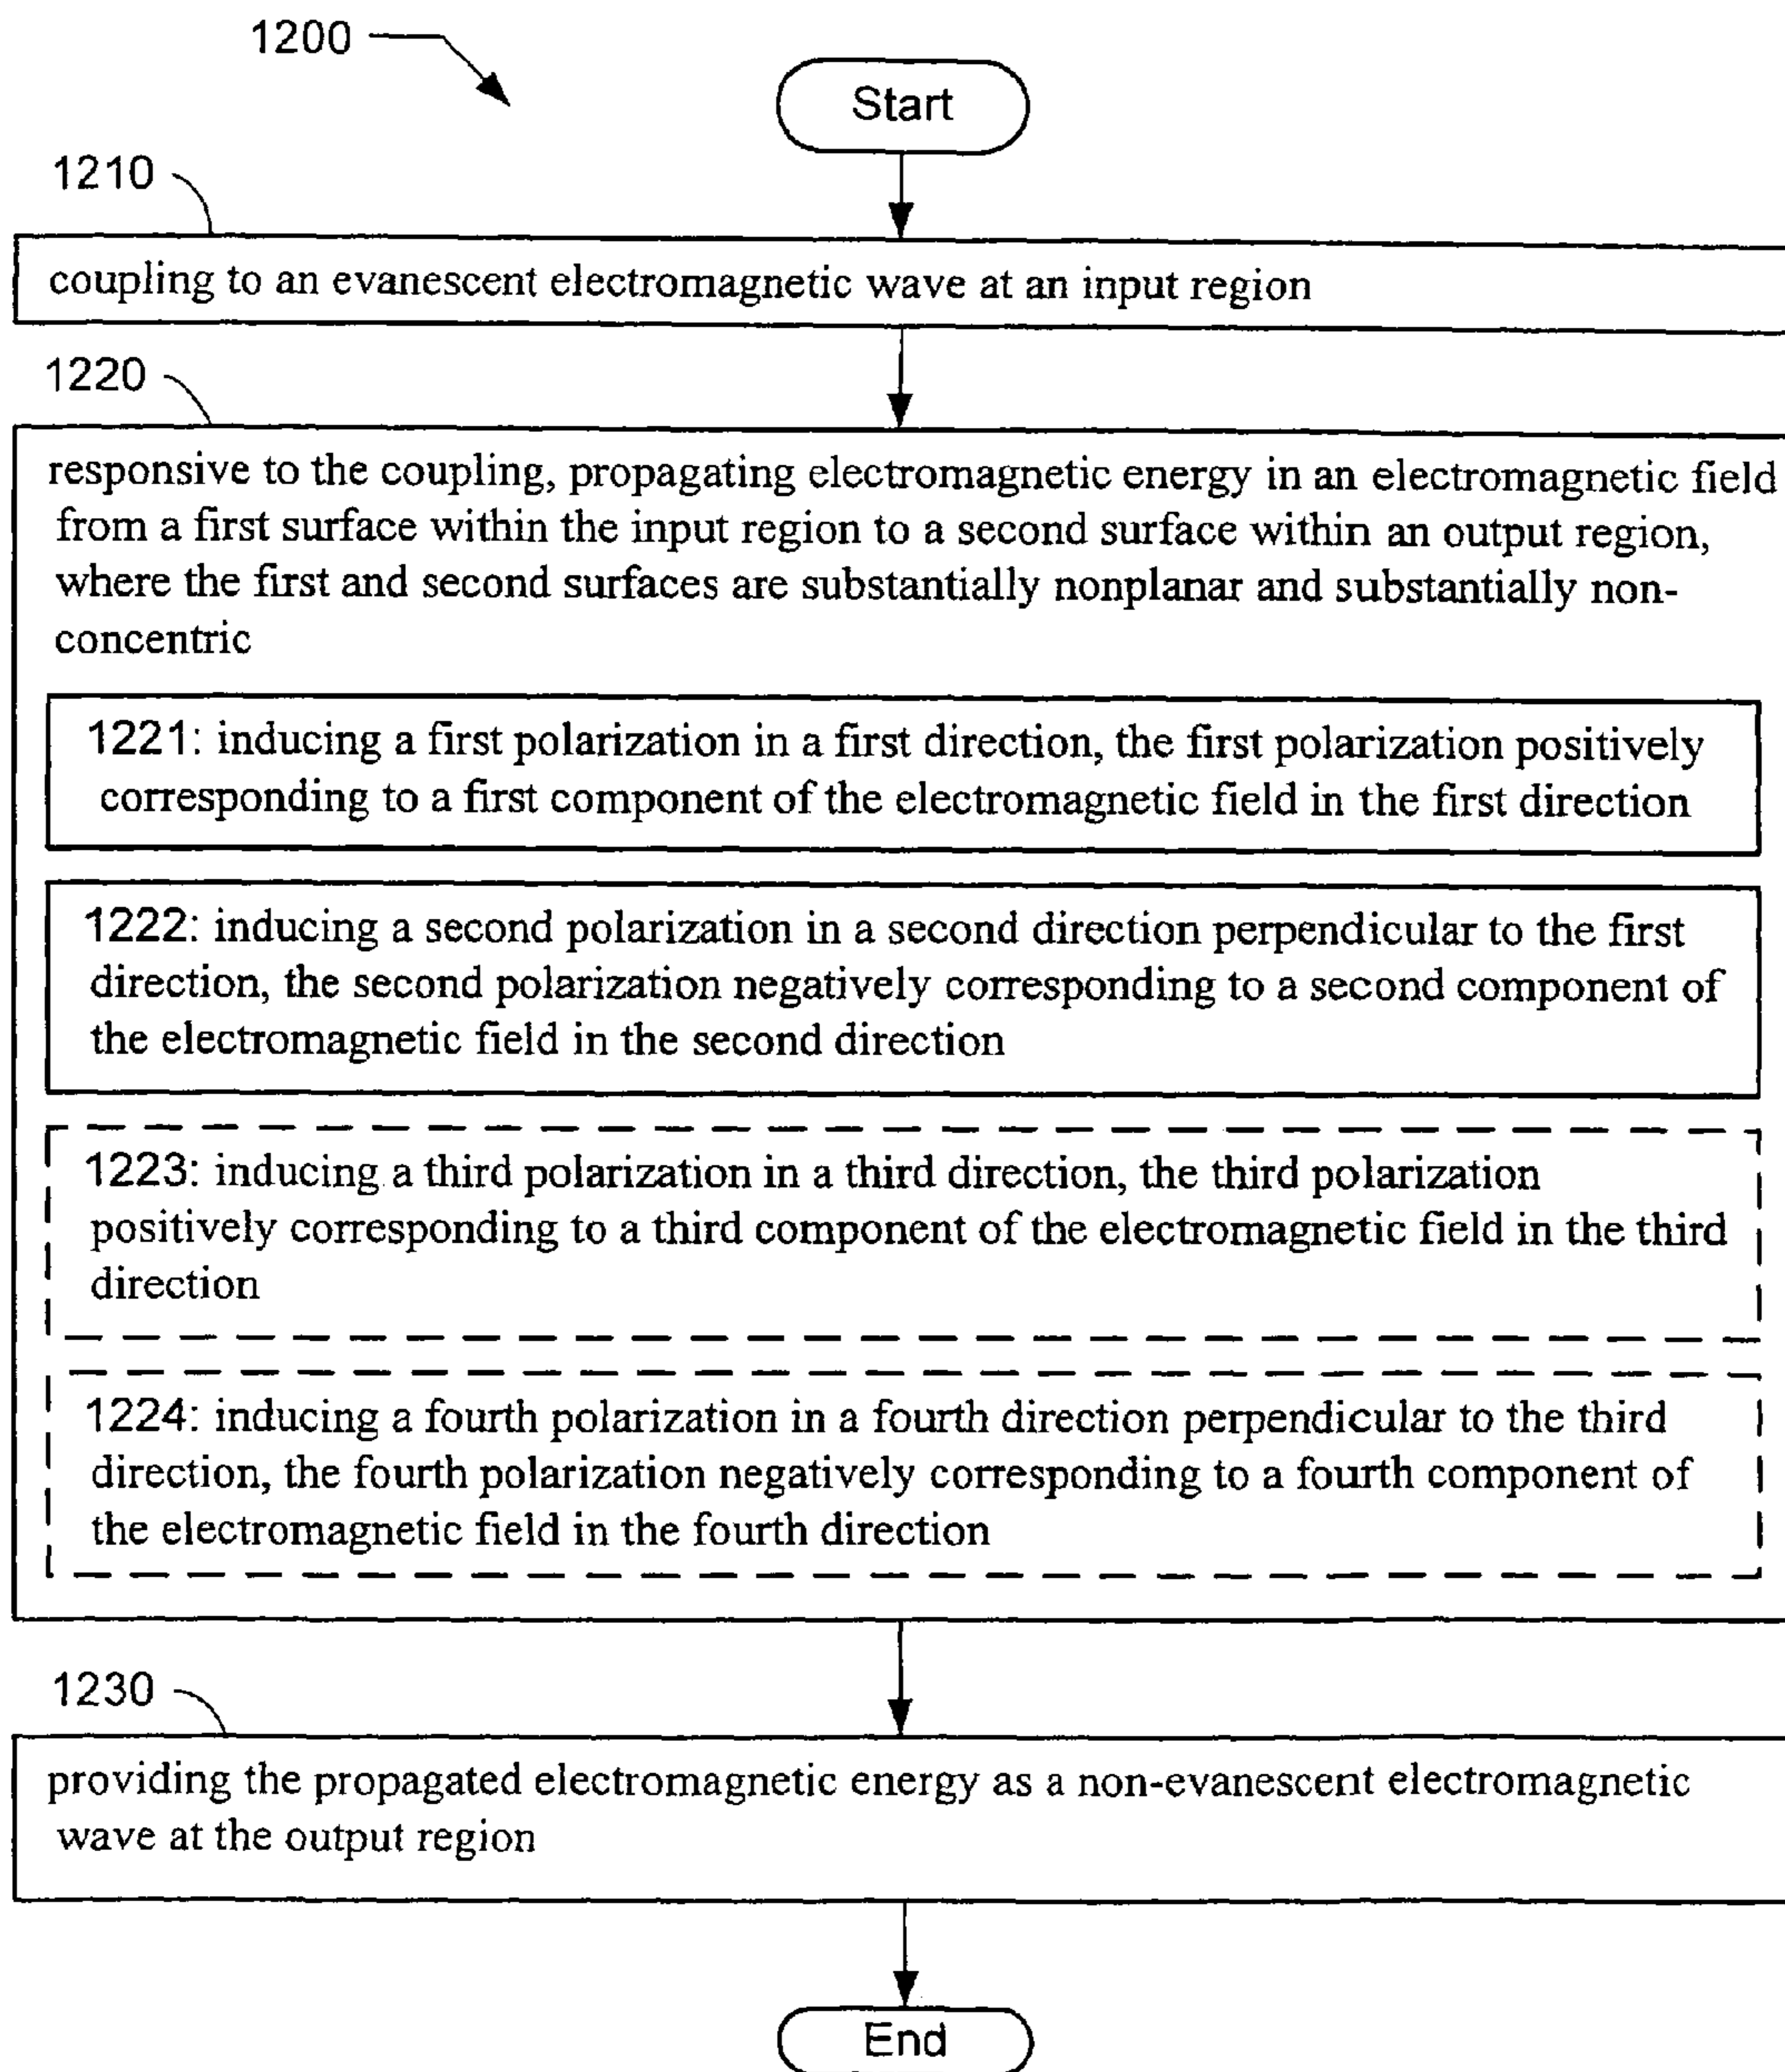 1200
Start
1210
coupling to an evanescent electromagnetic wave at an input region
1220
responsive to the coupling, propagating electromagnetic energy in an electromagnetic field
from a first surface within the input region to a second surface within an output region,
where the first and second surfaces are substantially nonplanar and substantially non-
concentric
1221: inducing a first polarization in a first direction, the first polarization positively
corresponding to a first component of the electromagnetic field in the first direction
1222: inducing a second polarization in a second direction perpendicular to the first
direction, the second polarization negatively corresponding to a second component of
the electromagnetic field in the second direction
1223: inducing a third polarization in a third direction, the third polarization
positively corresponding to a third component of the electromagnetic field in the third
direction
1224: inducing a fourth polarization in a fourth direction perpendicular to the third
direction, the fourth polarization negatively corresponding to a fourth component of
the electromagnetic field in the fourth direction
1230
providing the propagated electromagnetic energy as a non-evanescent electromagnetic
wave at the output region
End